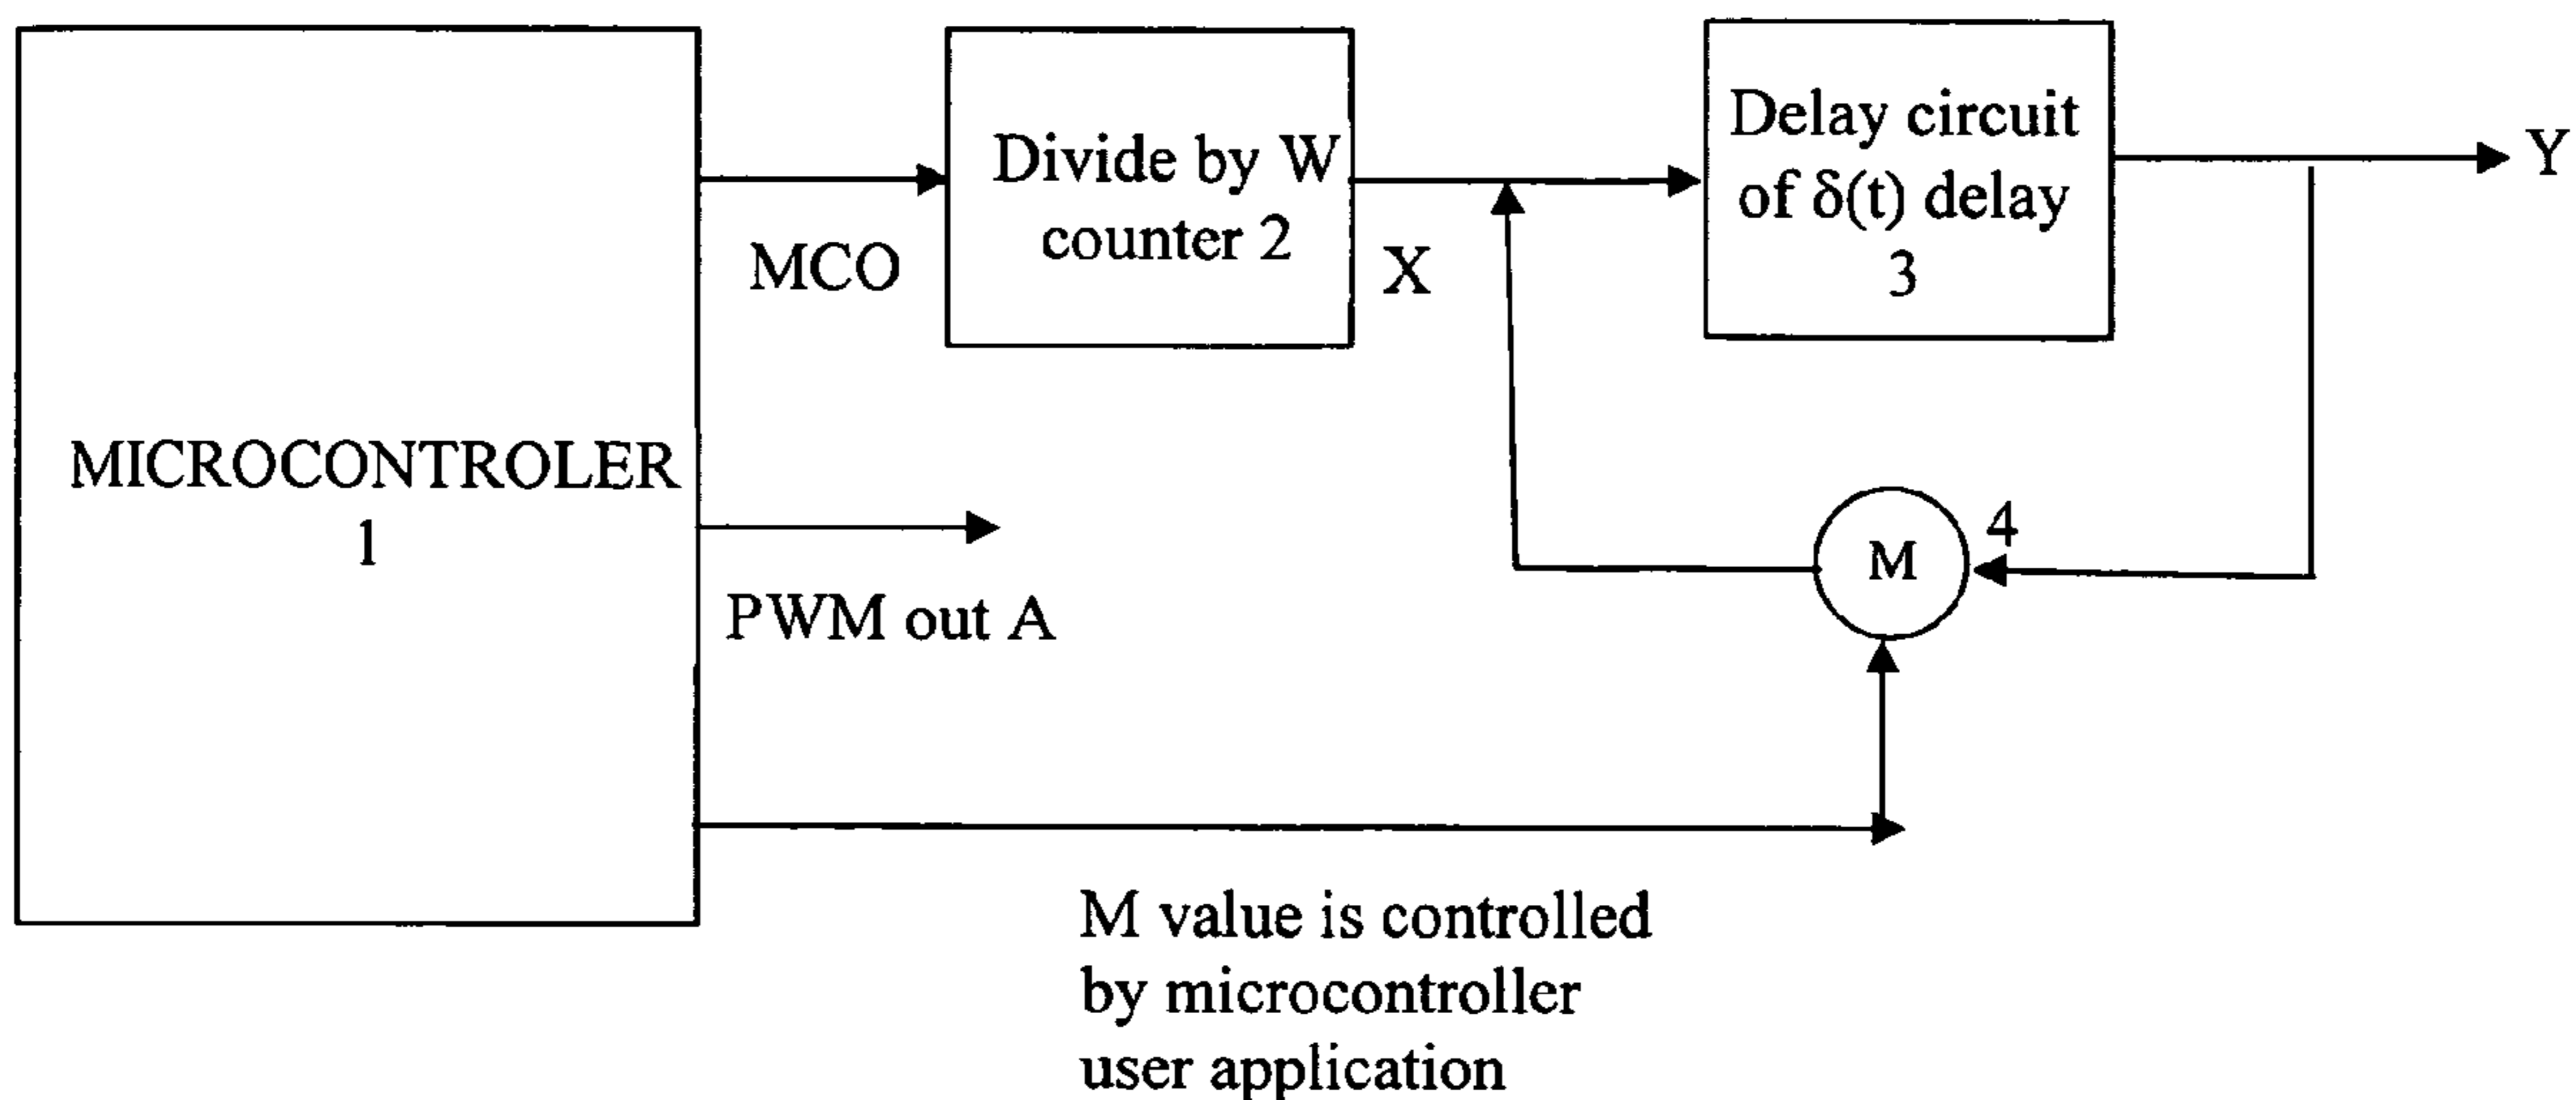 MICROCONTROLER
1
MCO
PWM out A
Divide by W
counter 2
X
Delay circuit
of δ(t) delay
3
Y
M
4
M value is controlled
by microcontroller
user application